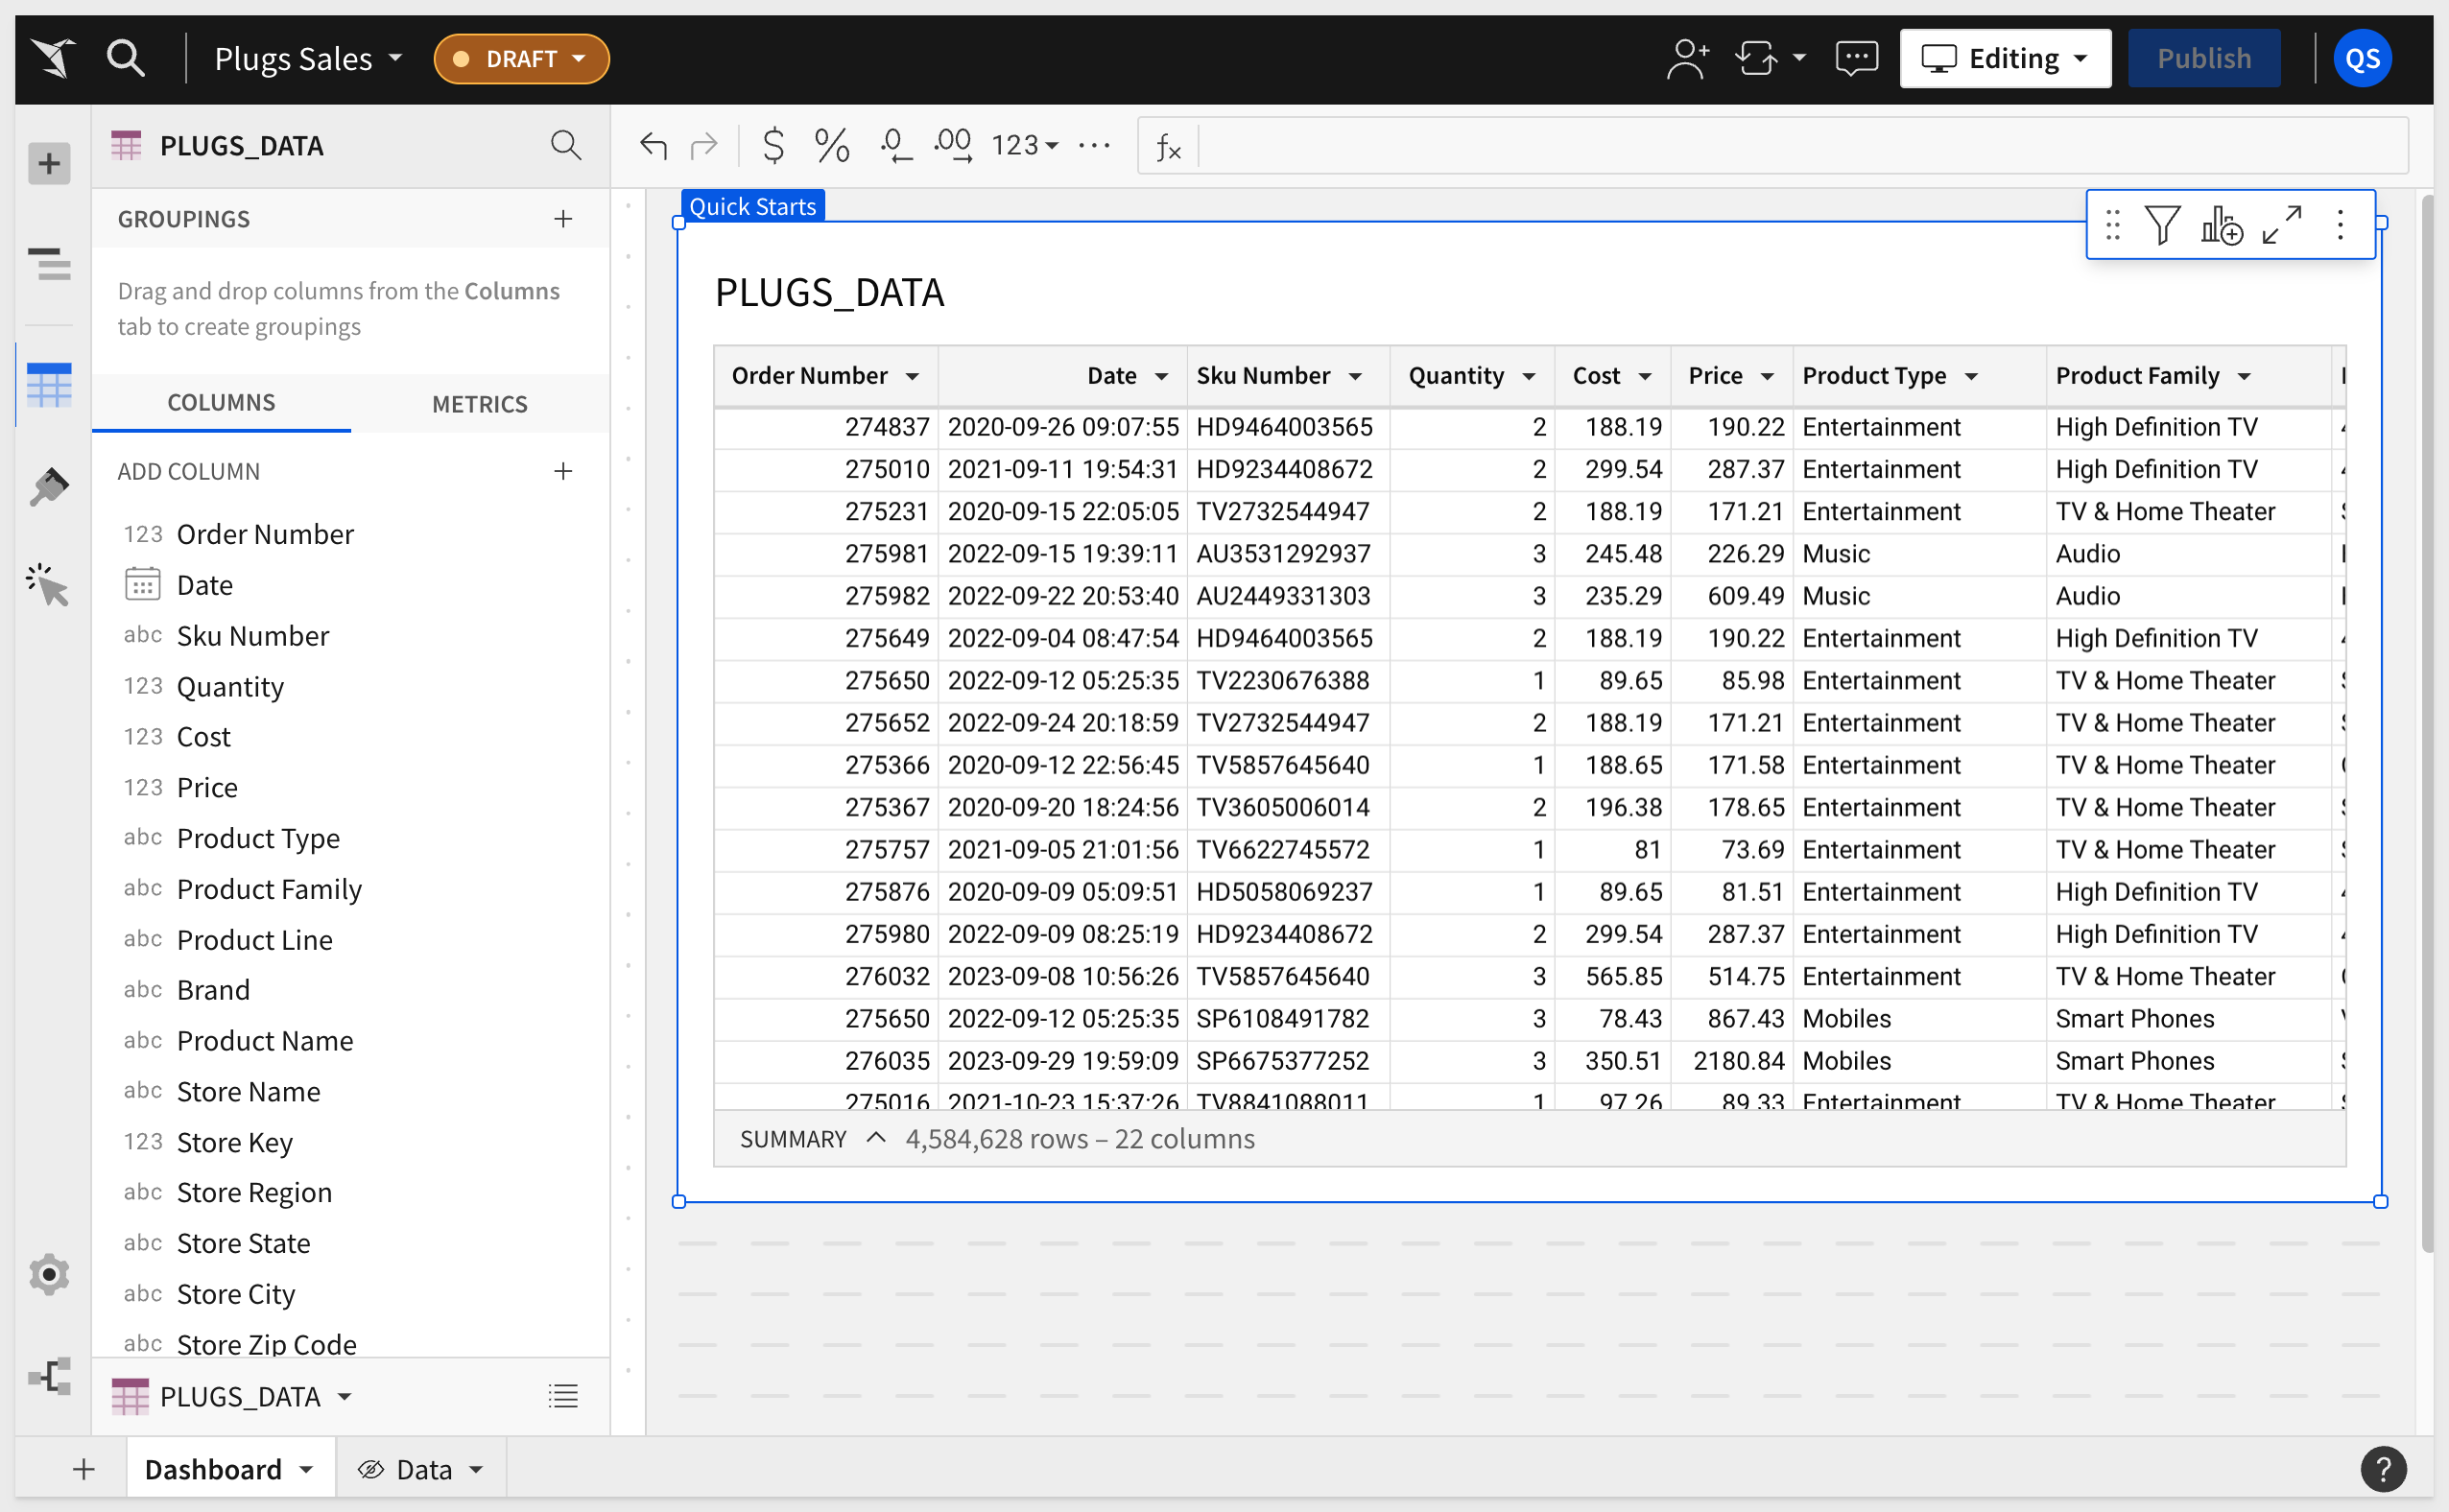 Plugs Sales
DRAFT
Editing
Publish
QS
PLUGS_DATA
$ % .0 .00 123 ...
fx
GROUPINGS
Drag and drop columns from the Columns
tab to create groupings
COLUMNS METRICS
ADD COLUMN
123 Order Number
Date
abc Sku Number
123 Quantity
123 Cost
123 Price
abc Product Type
abc Product Family
abc Product Line
abc Brand
abc Product Name
abc Store Name
123 Store Key
abc Store Region
abc Store State
abc Store City
abc Store Zip Code
PLUGS_DATA
Quick Starts
PLUGS_DATA
Order Number Date Sku Number Quantity Cost Price Product Type Product Family
274837 2020-09-26 09:07:55 HD9464003565 2 188.19 190.22 Entertainment High Definition TV
275010 2021-09-11 19:54:31 HD9234408672 2 299.54 287.37 Entertainment High Definition TV
275231 2020-09-15 22:05:05 TV2732544947 2 188.19 171.21 Entertainment TV & Home Theater
275981 2022-09-15 19:39:11 AU3531292937 3 245.48 226.29 Music Audio
275982 2022-09-22 20:53:40 AU2449331303 3 235.29 609.49 Music Audio
275649 2022-09-04 08:47:54 HD9464003565 2 188.19 190.22 Entertainment High Definition TV
275650 2022-09-12 05:25:35 TV2230676388 1 89.65 85.98 Entertainment TV & Home Theater
275652 2022-09-24 20:18:59 TV2732544947 2 188.19 171.21 Entertainment TV & Home Theater
275366 2020-09-12 22:56:45 TV5857645640 1 188.65 171.58 Entertainment TV & Home Theater
275367 2020-09-20 18:24:56 TV3605006014 2 196.38 178.65 Entertainment TV & Home Theater
275757 2021-09-05 21:01:56 TV6622745572 1 81 73.69 Entertainment TV & Home Theater
275876 2020-09-09 05:09:51 HD5058069237 1 89.65 81.51 Entertainment High Definition TV
275980 2022-09-09 08:25:19 HD9234408672 2 299.54 287.37 Entertainment High Definition TV
276032 2023-09-08 10:56:26 TV5857645640 3 565.85 514.75 Entertainment TV & Home Theater
275650 2022-09-12 05:25:35 SP6108491782 3 78.43 867.43 Mobiles Smart Phones
276035 2023-09-29 19:59:09 SP6675377252 3 350.51 2180.84 Mobiles Smart Phones
275016 2021-10-23 15:37:26 TV8841088011 1 97.26 89.33 Entertainment TV & Home Theater
SUMMARY 4,584,628 rows – 22 columns
Dashboard
Data
?